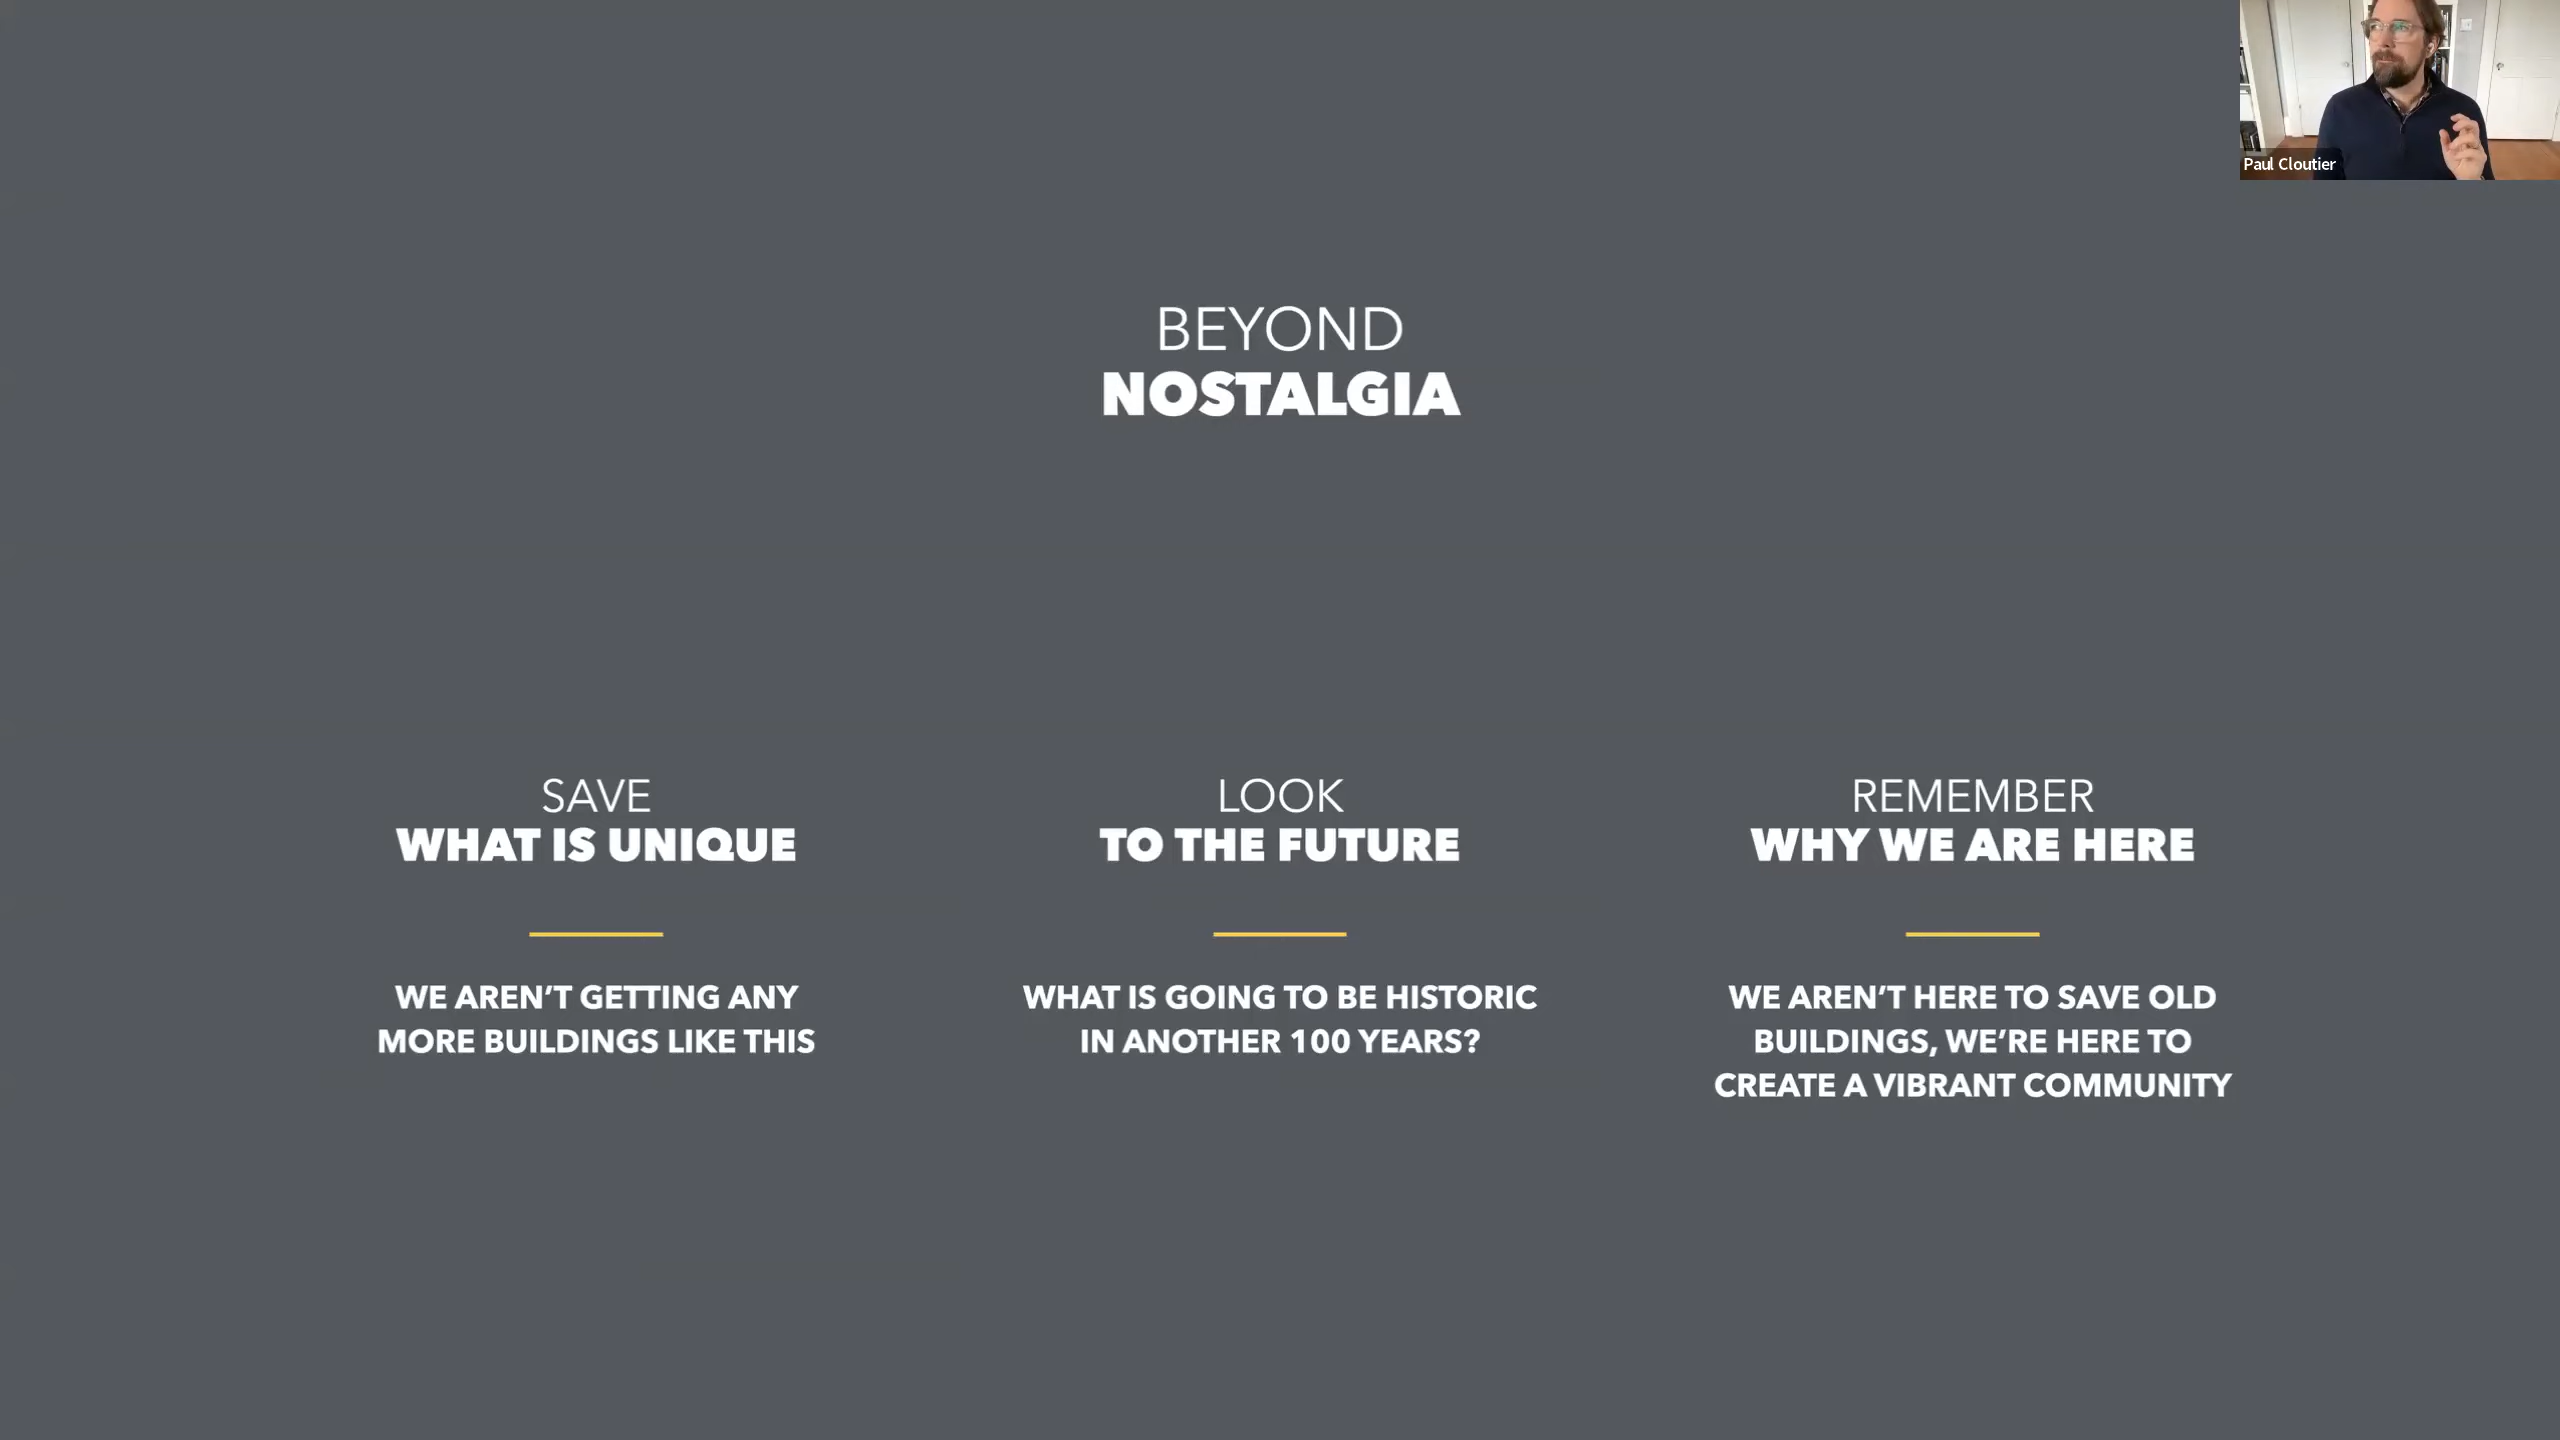 Paul Cloutier
BEYOND
NOSTALGIA
SAVE
WHAT IS UNIQUE
WE AREN’T GETTING ANY
MORE BUILDINGS LIKE THIS
LOOK
TO THE FUTURE
WHAT IS GOING TO BE HISTORIC
IN ANOTHER 100 YEARS?
REMEMBER
WHY WE ARE HERE
WE AREN’T HERE TO SAVE OLD
BUILDINGS, WE’RE HERE TO
CREATE A VIBRANT COMMUNITY